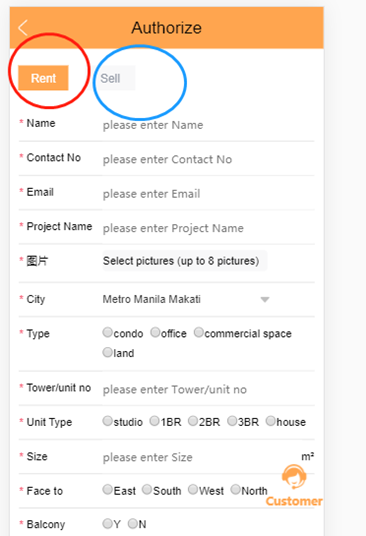 Authorize
Rent Sell
* Name please enter Name
* Contact No please enter Contact No
* Email please enter Email
* Project Name please enter Project Name
* 图片 Select pictures (up to 8 pictures)
* City Metro Manila Makati
* Type condo office commercial space
land
* Tower/unit no please enter Tower/unit no
* Unit Type studio 1BR 2BR 3BR house
* Size please enter Size m²
* Face to East South West North
Customer
* Balcony Y N